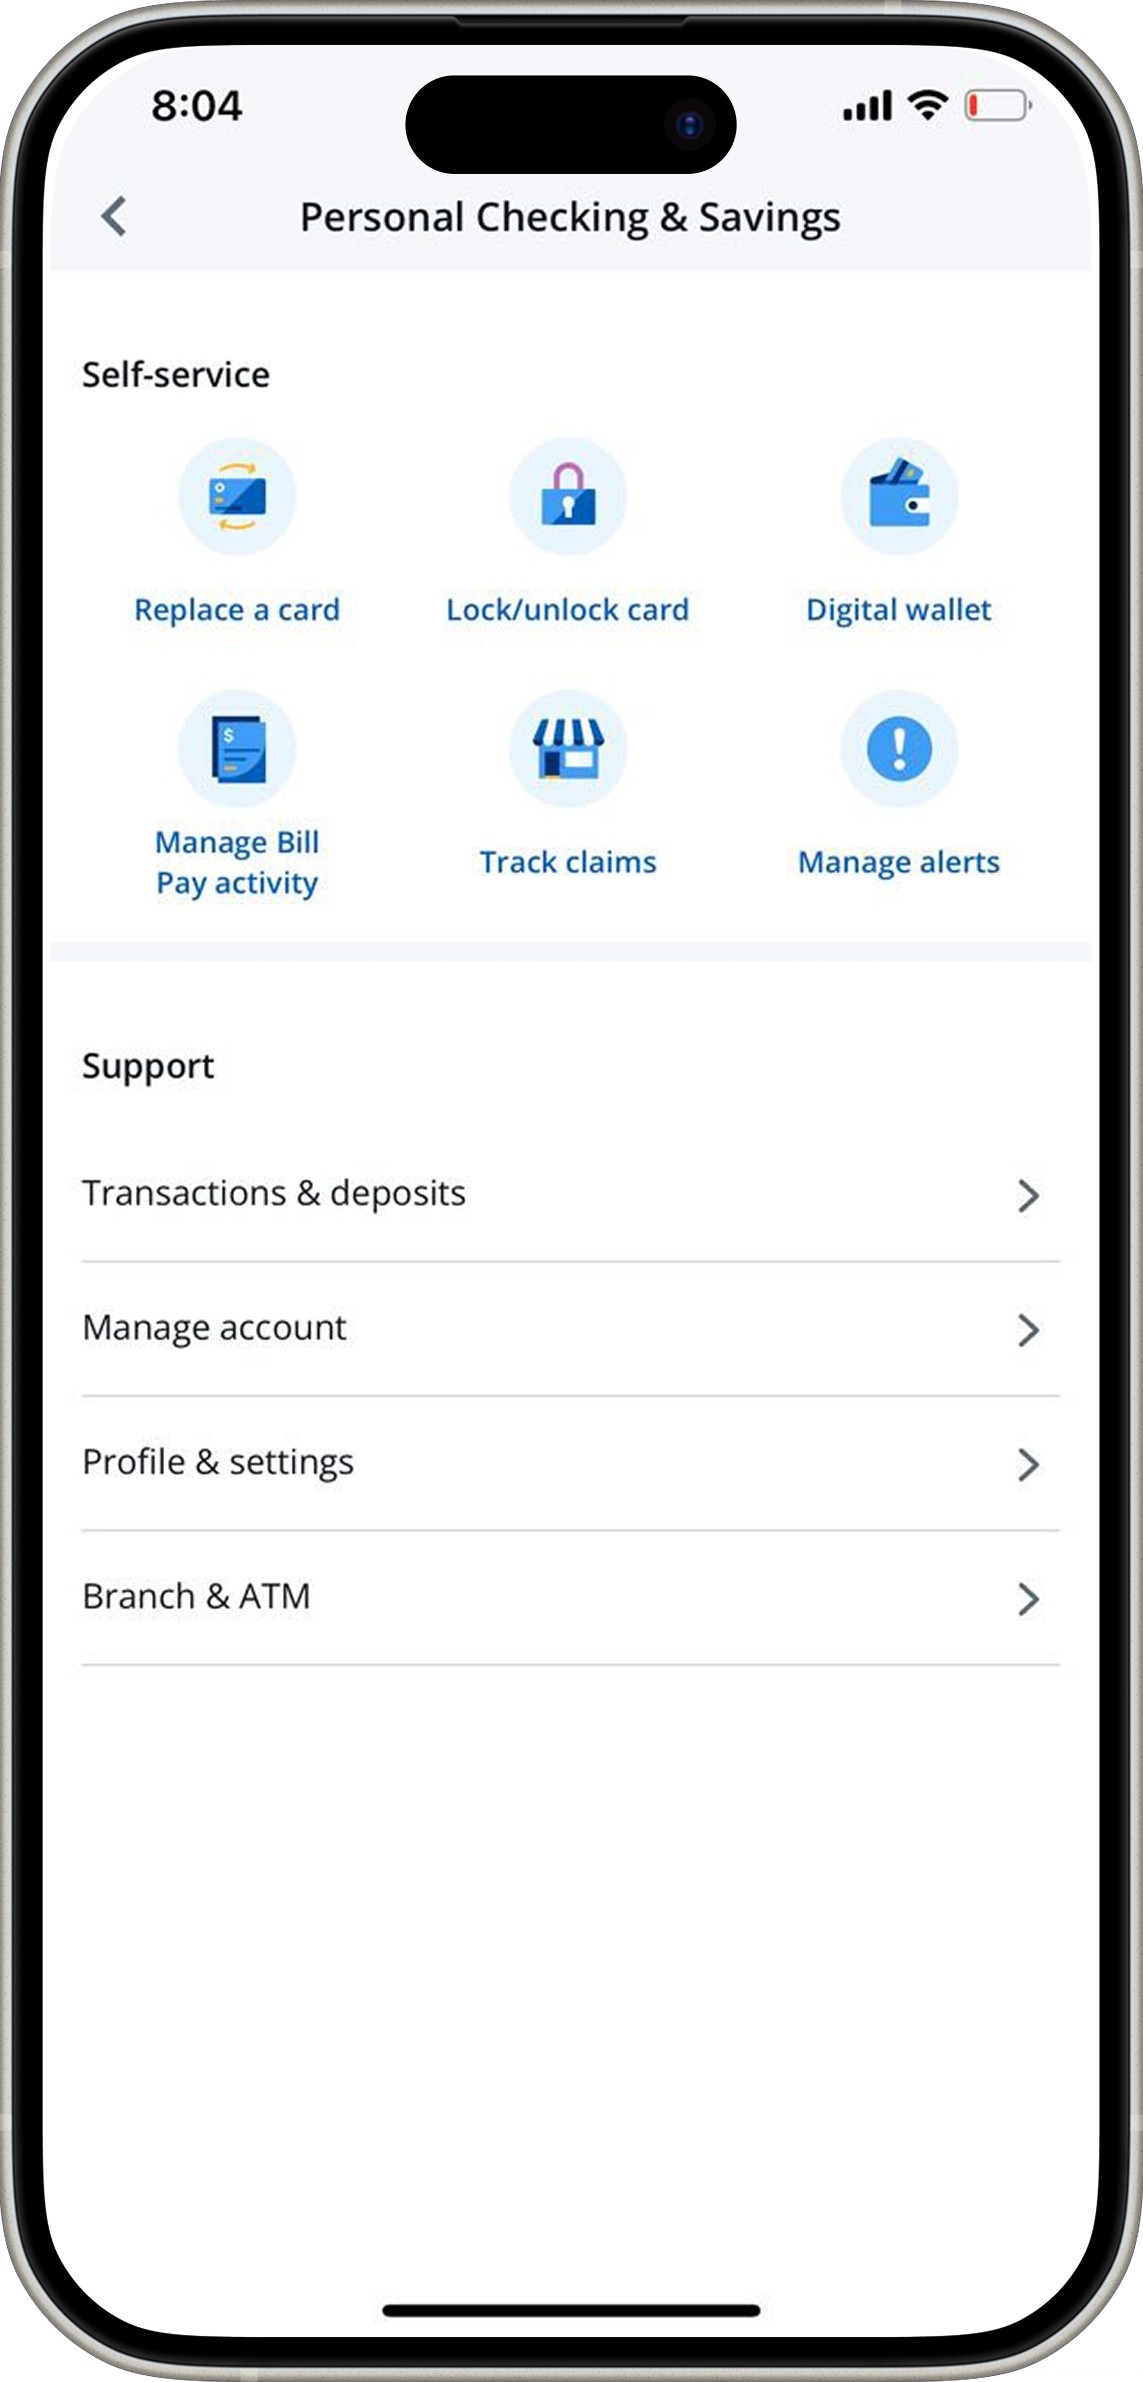 8:04
Personal Checking & Savings
Self-service
Replace a card
Lock/unlock card
Digital wallet
$
Manage Bill
Pay activity
Track claims
Manage alerts
Support
Transactions & deposits
Manage account
Profile & settings
Branch & ATM